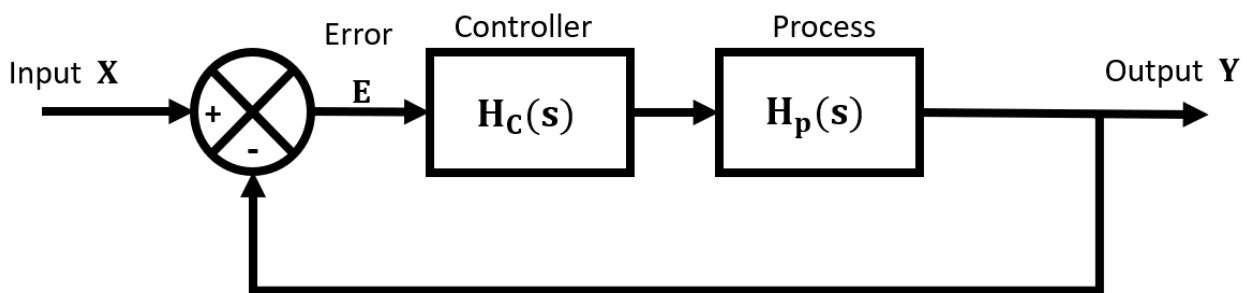 Input X
+
-
Error
E
Controller
H_C(s)
Process
H_p(s)
Output Y